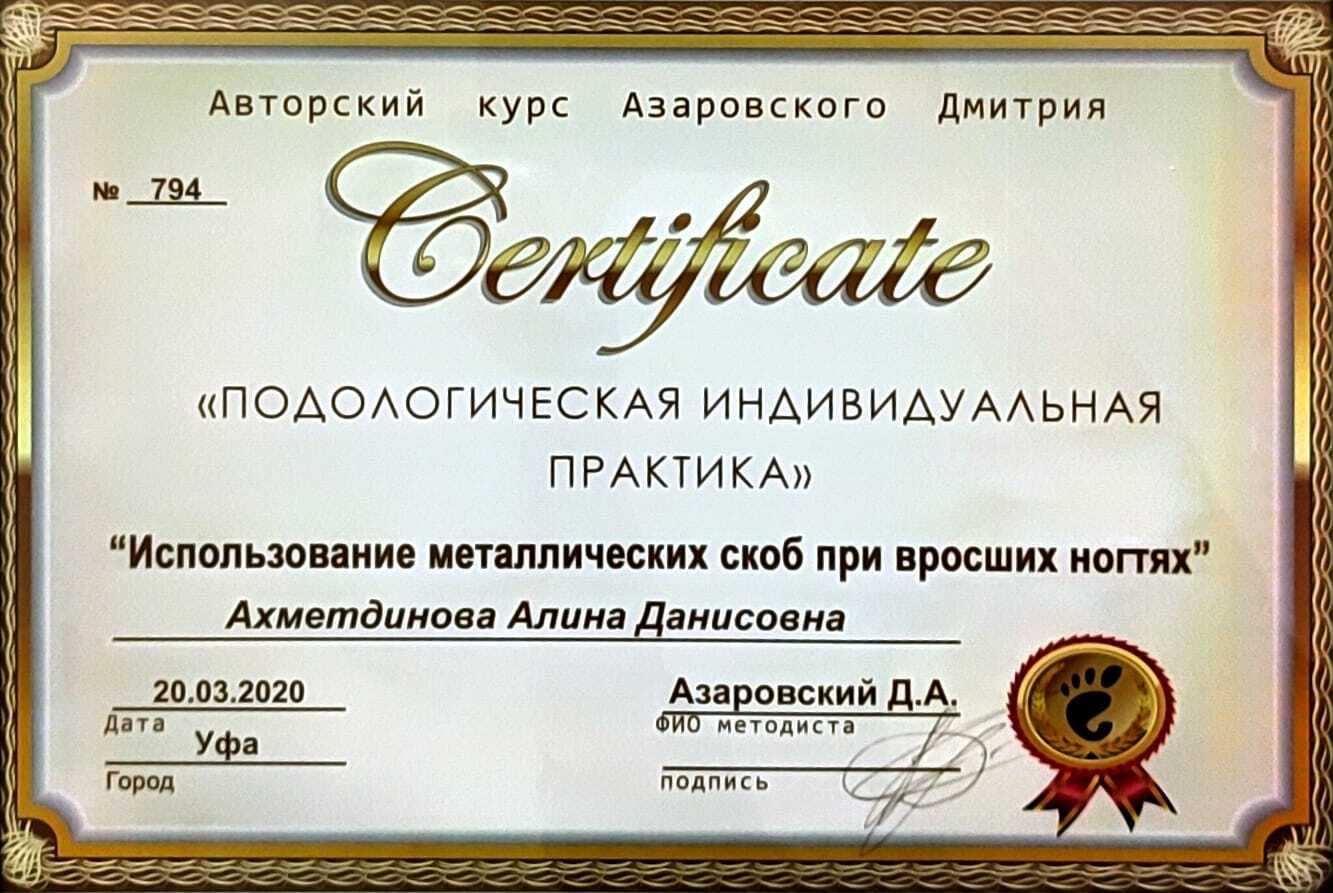 Авторский курс Азаровского Дмитрия
№ 794
Certificate
«ПОДОЛОГИЧЕСКАЯ ИНДИВИДУАЛЬНАЯ
ПРАКТИКА»
“Использование металлических скоб при вросших ногтях”
Ахметдинова Алина Данисовна
20.03.2020
Дата
Уфа
Город
Азаровский Д.А.
ФИО методиста
подпись